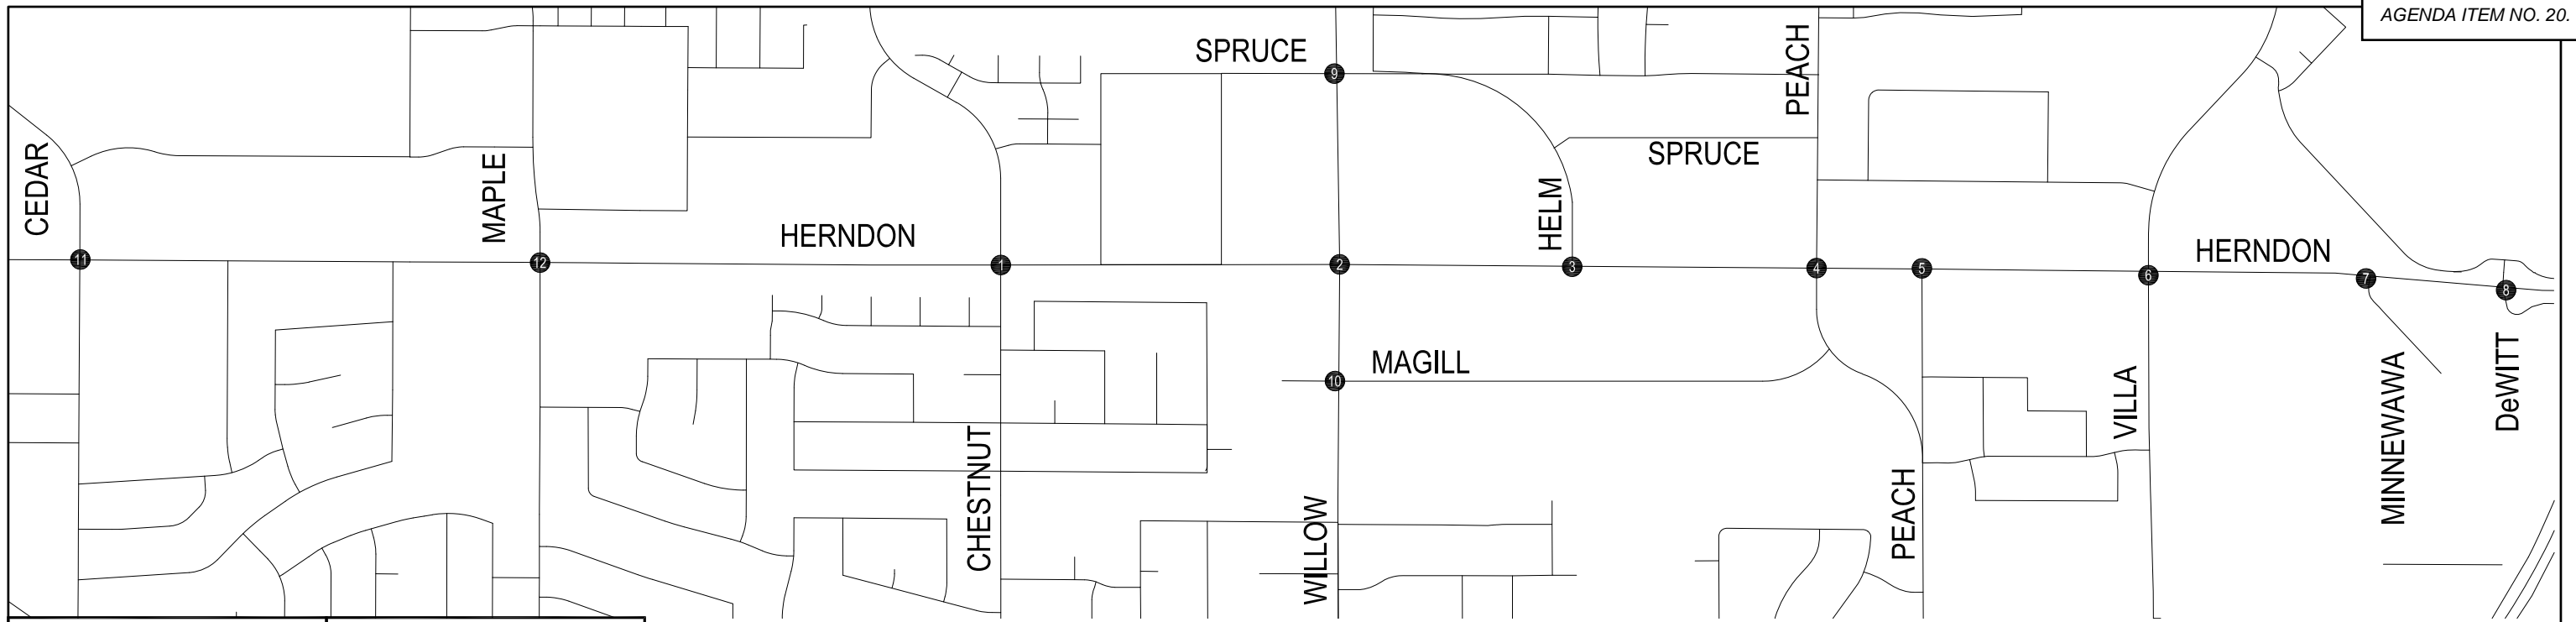 AGENDA ITEM NO. 20.
SPRUCE
PEACH
9
CEDAR
MAPLE
SPRUCE
HELM
HERNDON
HERNDON
11
12
1
2
3
4
5
6
7
8
MAGILL
10
VILLA
MINNEWAWA
DeWITT
CHESTNUT
WILLOW
PEACH